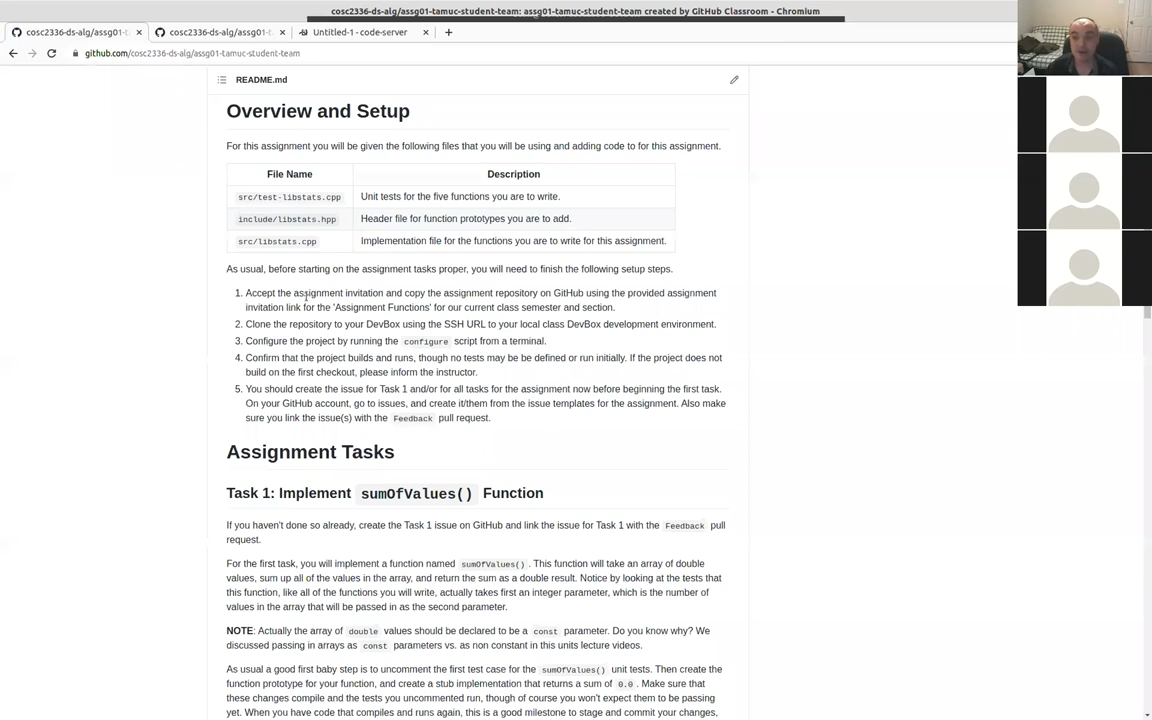 cosc2336-ds-alg/assg01-tamuc-student-team: assg01-tamuc-student-team created by GitHub Classroom - Chromium
cosc2336-ds-alg/assg01-t
cosc2336-ds-alg/assg01-t
Untitled-1 - code-server
github.com/cosc2336-ds-alg/assg01-tamuc-student-team
README.md
Overview and Setup
For this assignment you will be given the following files that you will be using and adding code to for this assignment.
File Name Description
src/test-libstats.cpp Unit tests for the five functions you are to write.
include/libstats.hpp Header file for function prototypes you are to add.
src/libstats.cpp Implementation file for the functions you are to write for this assignment.
As usual, before starting on the assignment tasks proper, you will need to finish the following setup steps.
1. Accept the assignment invitation and copy the assignment repository on GitHub using the provided assignment
invitation link for the 'Assignment Functions' for our current class semester and section.
2. Clone the repository to your DevBox using the SSH URL to your local class DevBox development environment.
3. Configure the project by running the configure script from a terminal.
4. Confirm that the project builds and runs, though no tests may be be defined or run initially. If the project does not
build on the first checkout, please inform the instructor.
5. You should create the issue for Task 1 and/or for all tasks for the assignment now before beginning the first task.
On your GitHub account, go to issues, and create it/them from the issue templates for the assignment. Also make
sure you link the issue(s) with the Feedback pull request.
Assignment Tasks
Task 1: Implement sumOfValues() Function
If you haven't done so already, create the Task 1 issue on GitHub and link the issue for Task 1 with the Feedback pull
request.
For the first task, you will implement a function named sumOfValues() . This function will take an array of double
values, sum up all of the values in the array, and return the sum as a double result. Notice by looking at the tests that
this function, like all of the functions you will write, actually takes first an integer parameter, which is the number of
values in the array that will be passed in as the second parameter.
NOTE: Actually the array of double values should be declared to be a const parameter. Do you know why? We
discussed passing in arrays as const parameters vs. as non constant in this units lecture videos.
As usual a good first baby step is to uncomment the first test case for the sumOfValues() unit tests. Then create the
function prototype for your function, and create a stub implementation that returns a sum of 0.0 . Make sure that
these changes compile and the tests you uncommented run, though of course you won't expect them to be passing
yet. When you have code that compiles and runs again, this is a good milestone to stage and commit your changes,